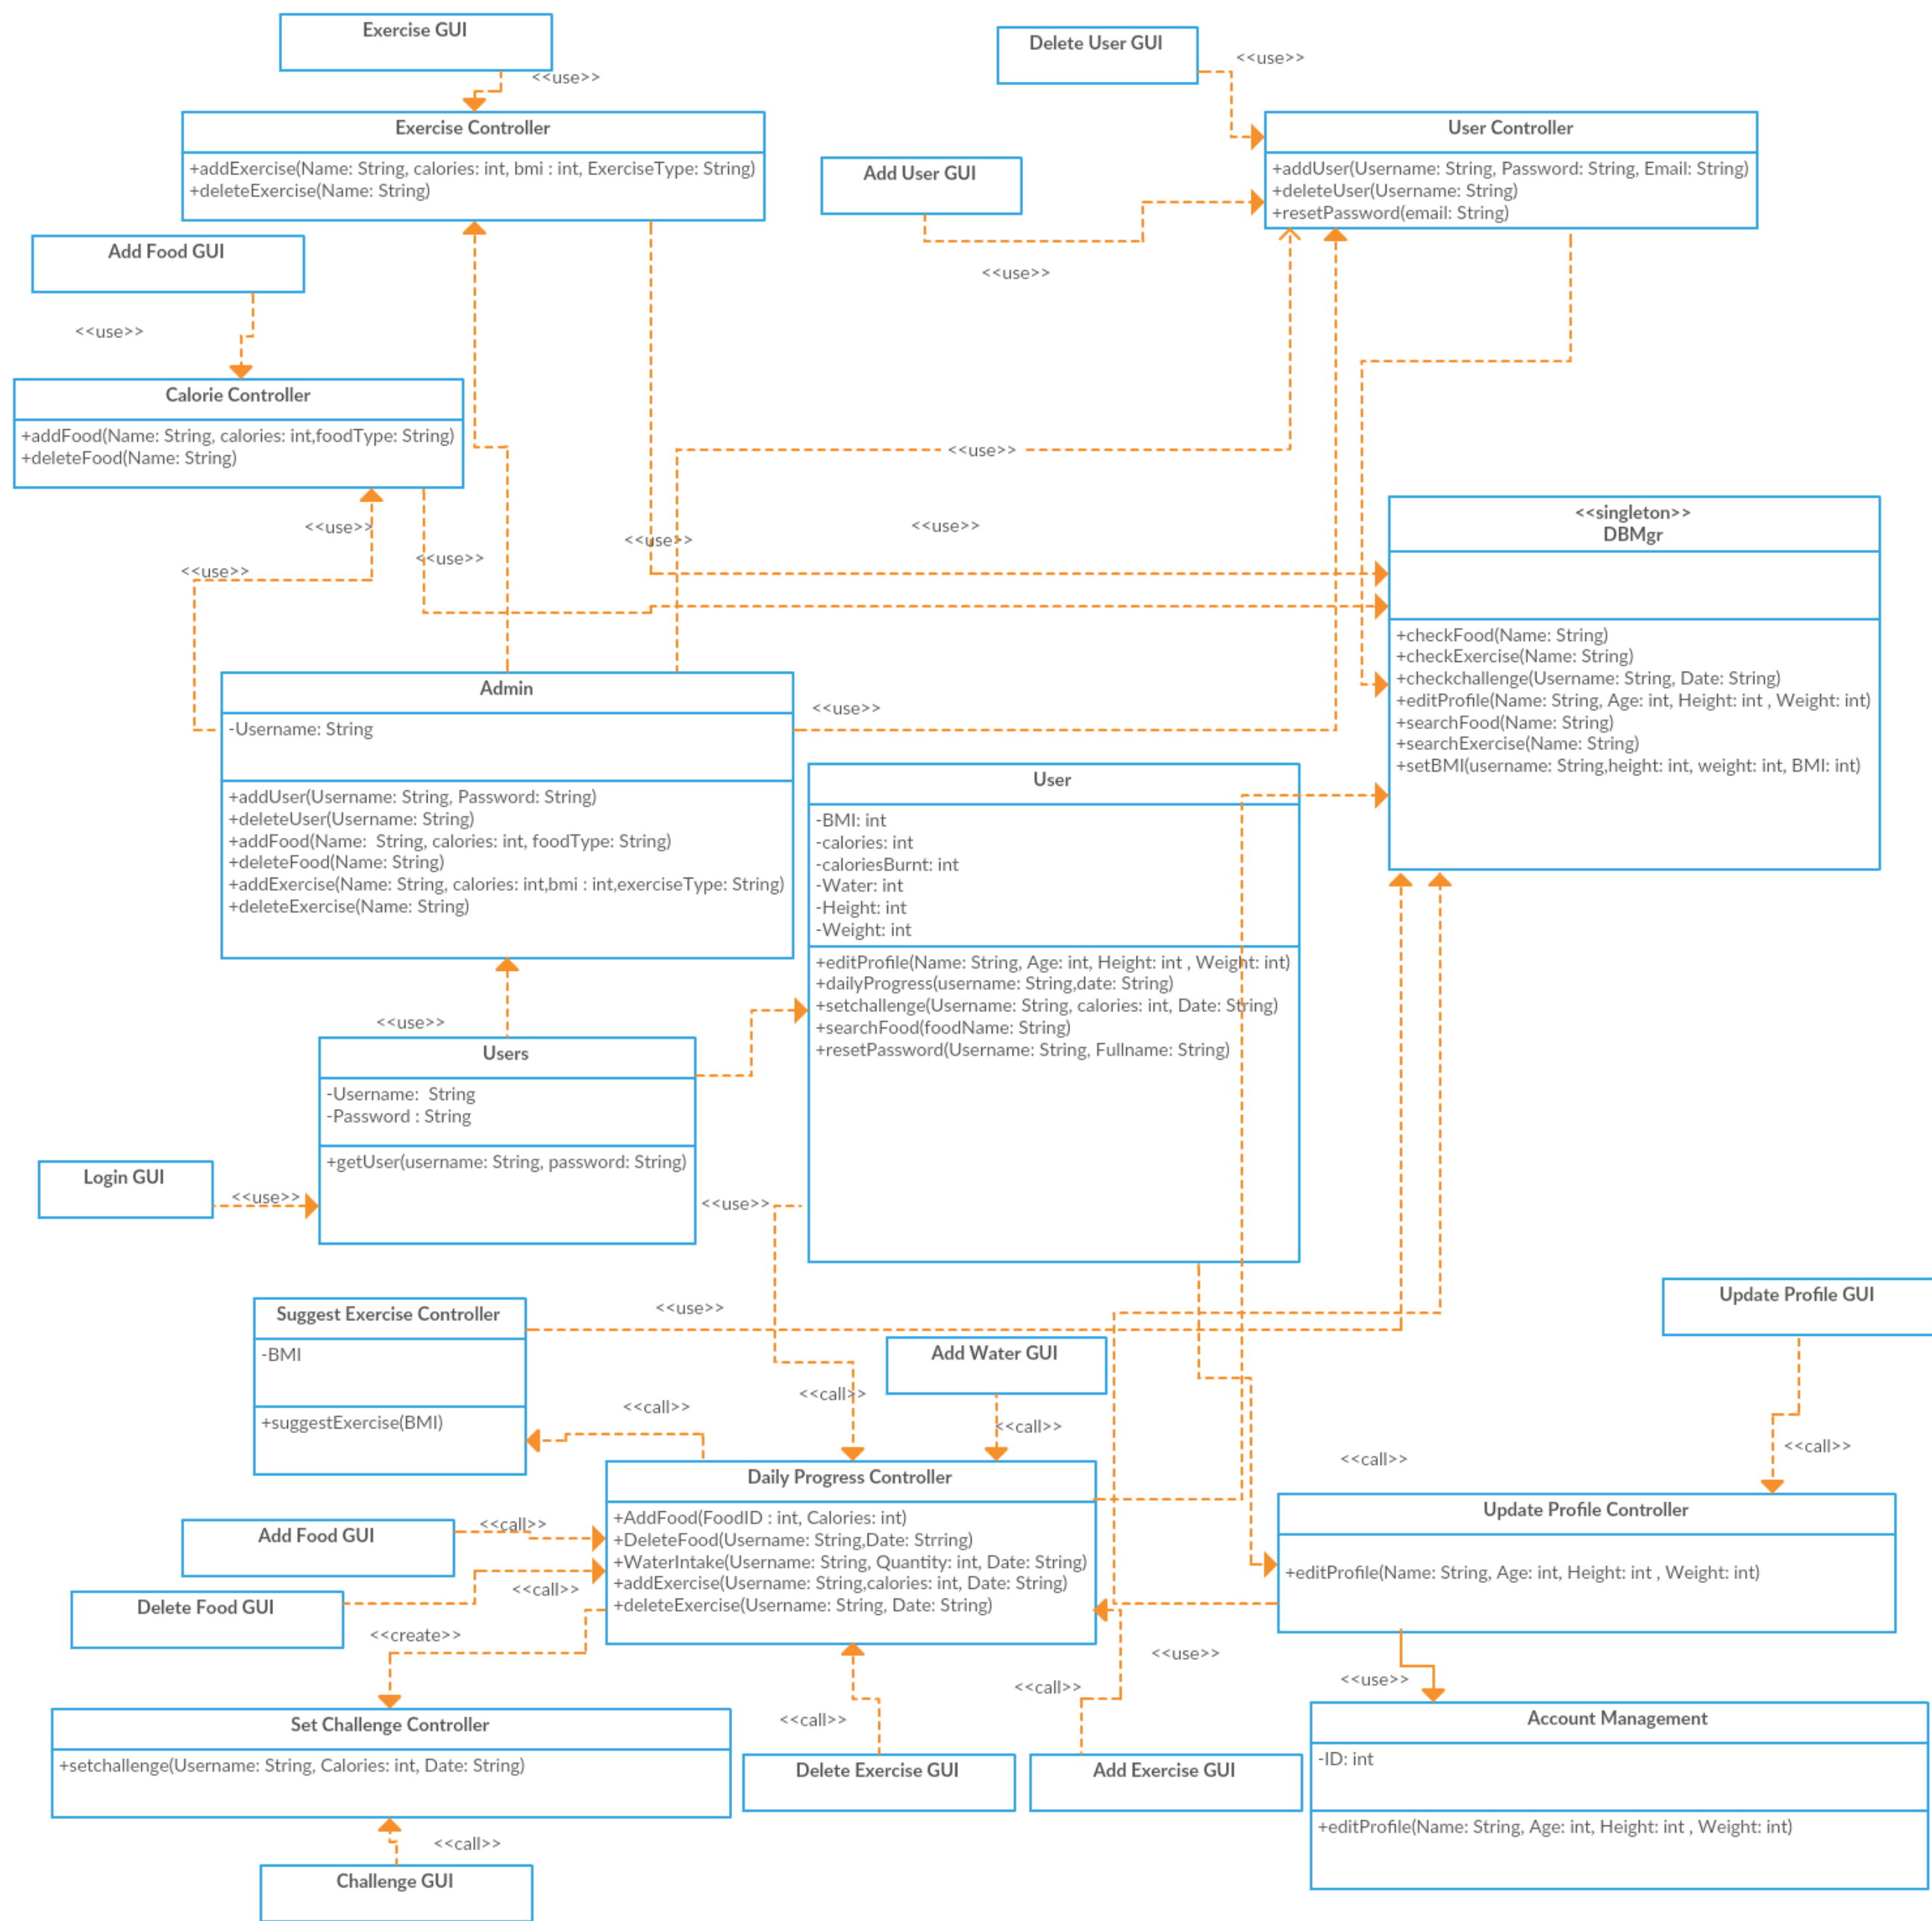 Exercise GUI
<<use>>
Exercise Controller
+addExercise(Name: String, calories: int, bmi : int, ExerciseType: String)
+deleteExercise(Name: String)
Delete User GUI
<<use>>
Add User GUI
<<use>>
User Controller
+addUser(Username: String, Password: String, Email: String)
+deleteUser(Username: String)
+resetPassword(email: String)
Add Food GUI
<<use>>
Calorie Controller
+addFood(Name: String, calories: int,foodType: String)
+deleteFood(Name: String)
<<use>>
<<use>>
<<use>>
<<use>>
<<use>>
<<use>>
<<singleton>>
DBMgr
+checkFood(Name: String)
+checkExercise(Name: String)
+checkchallenge(Username: String, Date: String)
+editProfile(Name: String, Age: int, Height: int , Weight: int)
+searchFood(Name: String)
+searchExercise(Name: String)
+setBMI(username: String,height: int, weight: int, BMI: int)
Admin
-Username: String
+addUser(Username: String, Password: String)
+deleteUser(Username: String)
+addFood(Name:  String, calories: int, foodType: String)
+deleteFood(Name: String)
+addExercise(Name: String, calories: int,bmi : int,exerciseType: String)
+deleteExercise(Name: String)
<<use>>
User
-BMI: int
-calories: int
-caloriesBurnt: int
-Water: int
-Height: int
-Weight: int
+editProfile(Name: String, Age: int, Height: int , Weight: int)
+dailyProgress(username: String,date: String)
+setchallenge(Username: String, calories: int, Date: String)
+searchFood(foodName: String)
+resetPassword(Username: String, Fullname: String)
<<use>>
Users
-Username:  String
-Password : String
+getUser(username: String, password: String)
Login GUI
<<use>>
<<use>>
Suggest Exercise Controller
-BMI
+suggestExercise(BMI)
<<use>>
Add Water GUI
<<call>>
<<call>>
<<call>>
Update Profile GUI
<<call>>
<<call>>
Daily Progress Controller
+AddFood(FoodID : int, Calories: int)
+DeleteFood(Username: String,Date: Strring)
+WaterIntake(Username: String, Quantity: int, Date: String)
+addExercise(Username: String,calories: int, Date: String)
+deleteExercise(Username: String, Date: String)
Add Food GUI
<<call>>
Delete Food GUI
<<call>>
<<create>>
Update Profile Controller
+editProfile(Name: String, Age: int, Height: int , Weight: int)
<<use>>
<<use>>
<<call>>
<<call>>
Set Challenge Controller
+setchallenge(Username: String, Calories: int, Date: String)
Delete Exercise GUI
Add Exercise GUI
Account Management
-ID: int
+editProfile(Name: String, Age: int, Height: int , Weight: int)
<<call>>
Challenge GUI